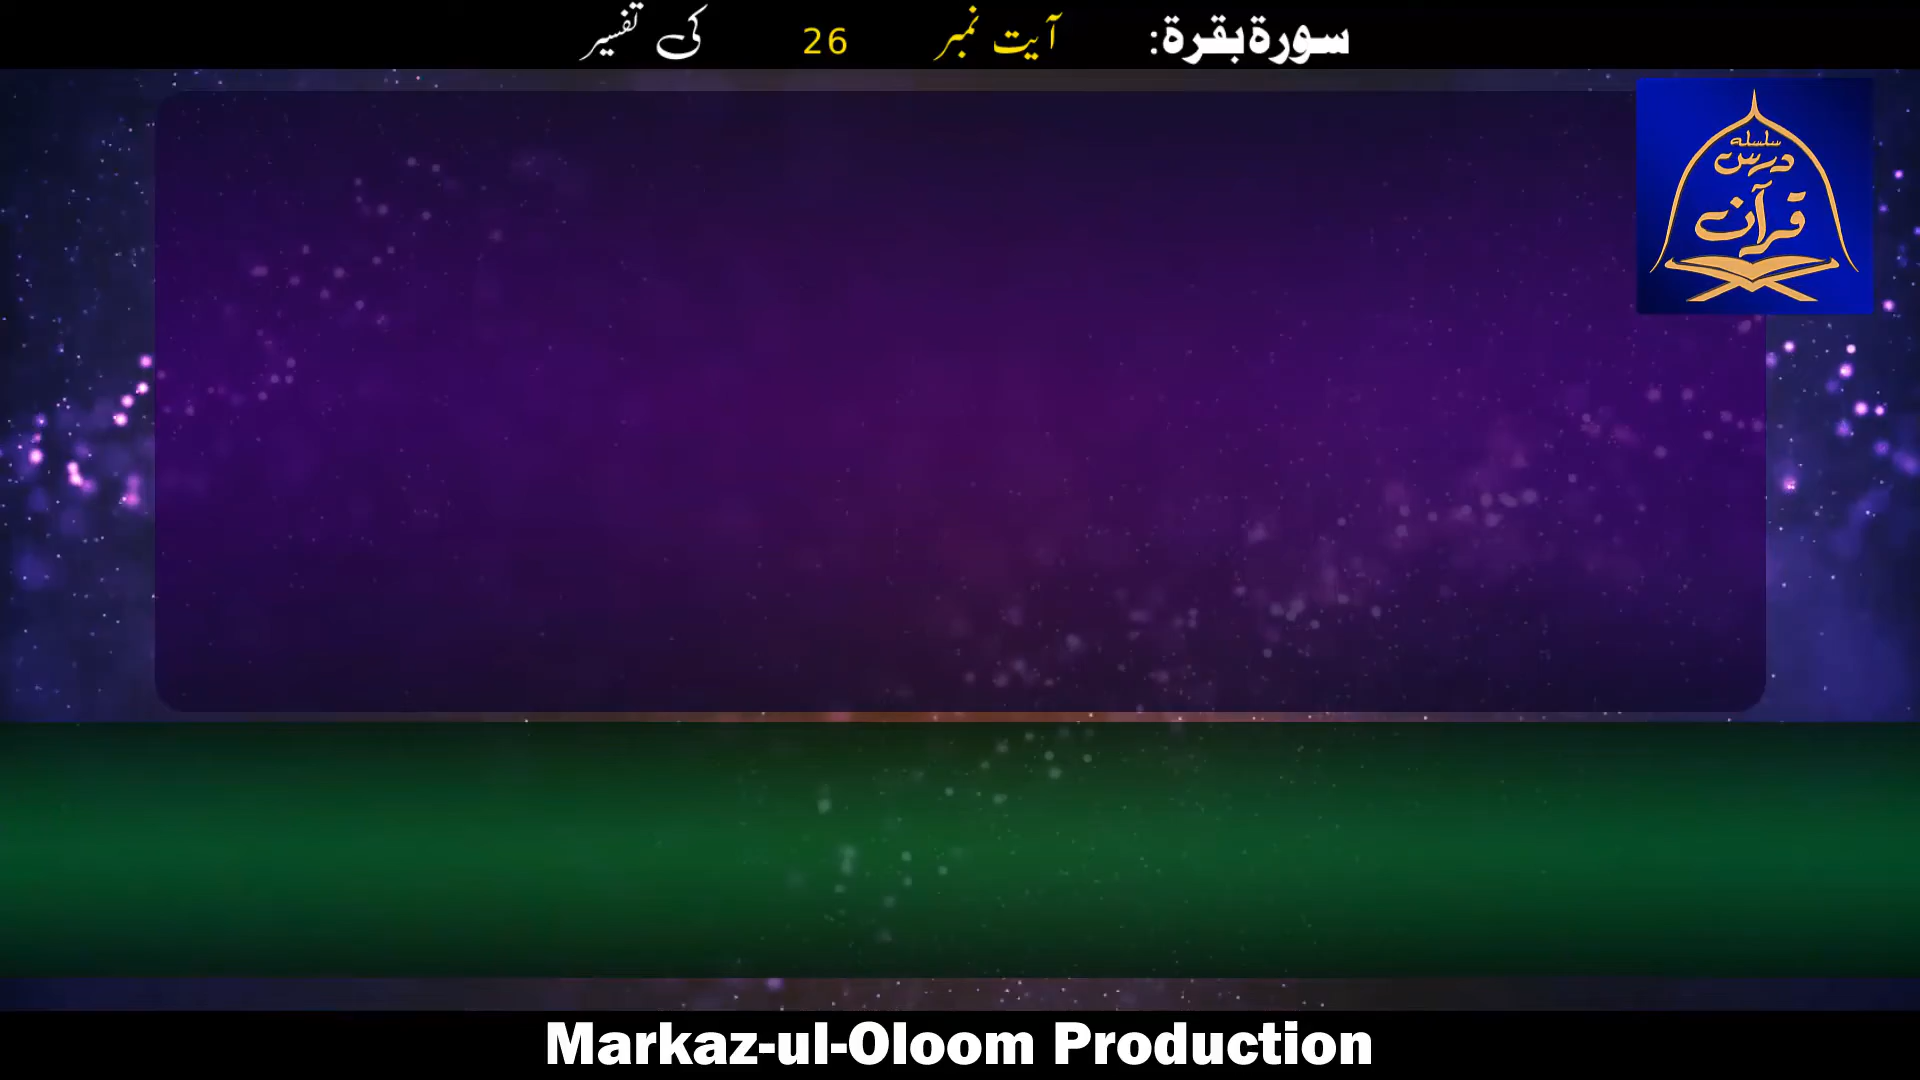 سورۃ بقرۃ: آیت نمبر 26 کی تفسیر
سلسلہ
درس
قرآن
Markaz-ul-Oloom Production